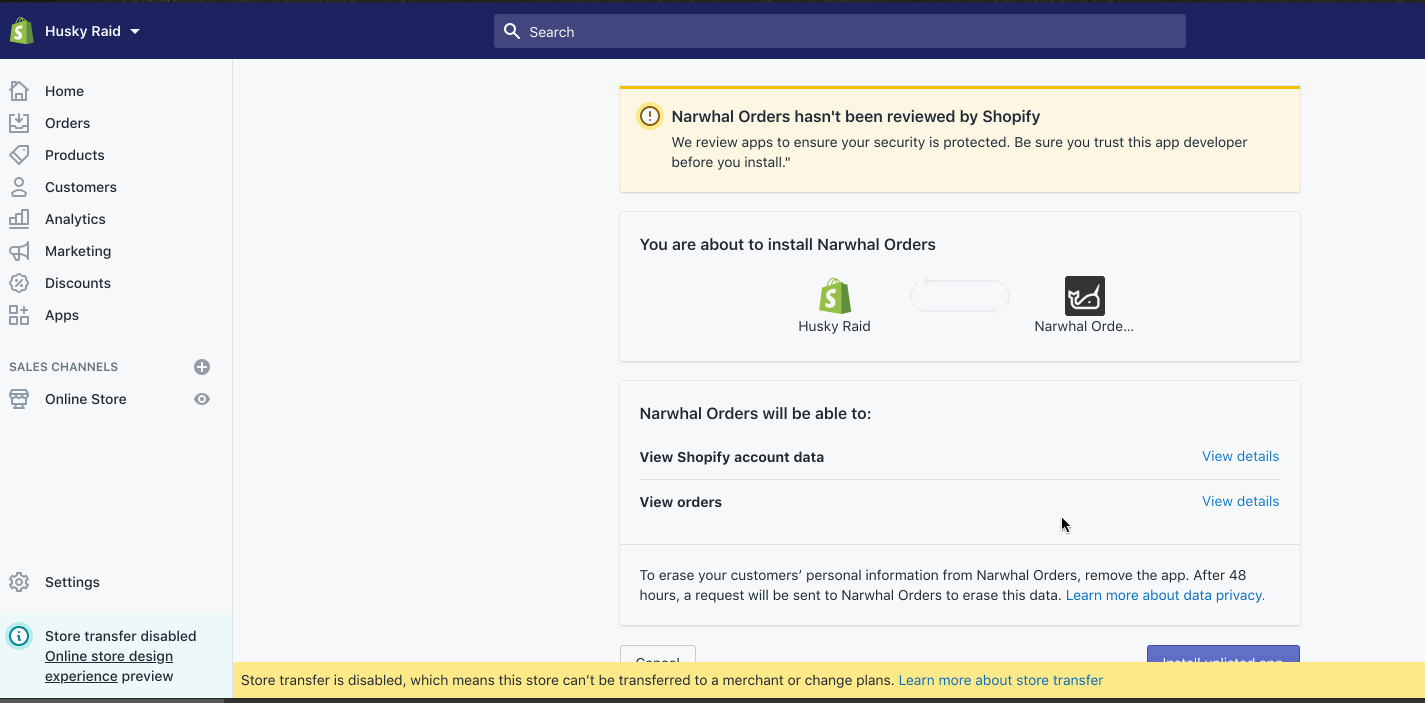 Husky Raid
Search
Home
Orders
Products
Customers
Analytics
Marketing
Discounts
Apps
SALES CHANNELS
Online Store
Settings
Store transfer disabled
Online store design
experience preview
Narwhal Orders hasn't been reviewed by Shopify
We review apps to ensure your security is protected. Be sure you trust this app developer
before you install."
You are about to install Narwhal Orders
Husky Raid
Narwhal Orde...
Narwhal Orders will be able to:
View Shopify account data View details
View orders View details
To erase your customers’ personal information from Narwhal Orders, remove the app. After 48
hours, a request will be sent to Narwhal Orders to erase this data. Learn more about data privacy.
Cancel
Install unlisted app
Store transfer is disabled, which means this store can’t be transferred to a merchant or change plans. Learn more about store transfer